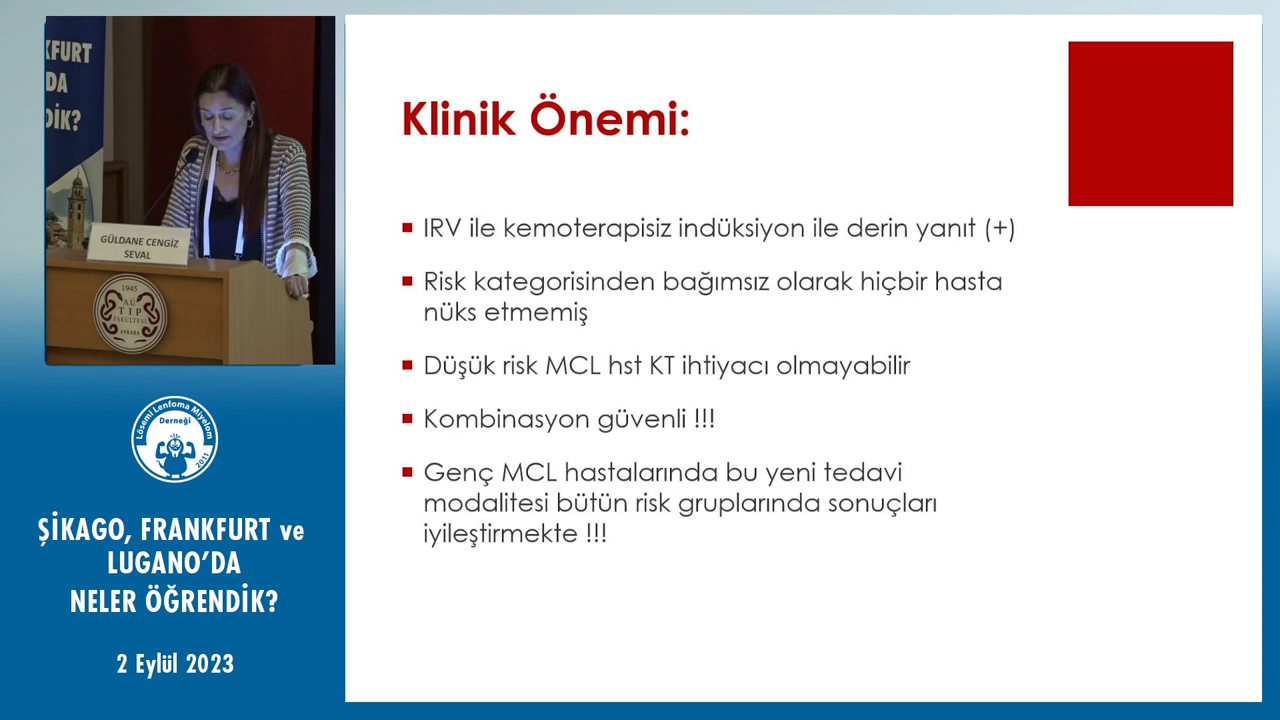 KFURT
DA
DİK?
GÜLDANE CENGİZ
SEVAL
1945
AÜ
TIP
FAKÜLTESİ
ANKARA
Lösemi Lenfoma Miyelom
Derneği
2011
ŞİKAGO, FRANKFURT ve
LUGANO’DA
NELER ÖĞRENDİK?
2 Eylül 2023
Klinik Önemi:
IRV ile kemoterapisiz indüksiyon ile derin yanıt (+)
Risk kategorisinden bağımsız olarak hiçbir hasta
nüks etmemiş
Düşük risk MCL hst KT ihtiyacı olmayabilir
Kombinasyon güvenli !!!
Genç MCL hastalarında bu yeni tedavi
modalitesi bütün risk gruplarında sonuçları
iyileştirmekte !!!